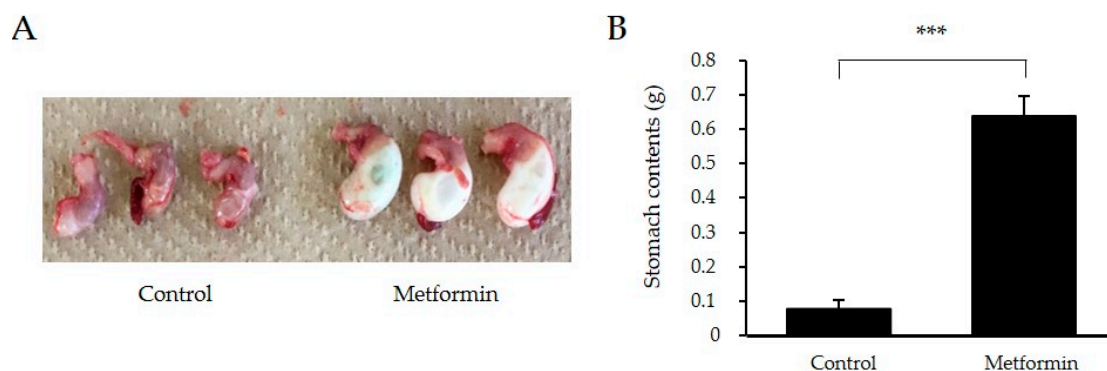 A
Control
Metformin
B
***
Stomach contents (g)
0.8
0.7
0.6
0.5
0.4
0.3
0.2
0.1
0
Control
Metformin